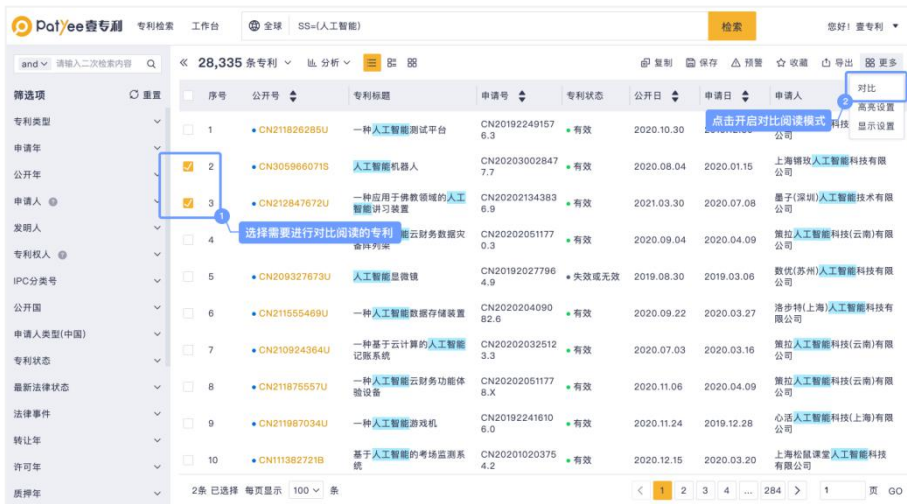 PatYee壹专利 专利检索 工作台 全球 SS=(人工智能) 检索 您好！壹专利
and 请输入二次检索内容 28,335 条专利 分析 复制 保存 预警 收藏 导出 更多
筛选项 重置 序号 公开号 专利标题 申请号 专利状态 公开日 申请日 申请人
对比
高亮设置
显示设置
2
点击开启对比阅读模式
专利类型
申请年
公开年
申请人
发明人
专利权人
IPC分类号
公开国
申请人类型(中国)
专利状态
最新法律状态
法律事件
转让年
许可年
质押年
1 CN211826285U 一种人工智能测试平台 CN20192249157
6.3 有效 2020.10.30 科技
公司
2 CN305966071S 人工智能机器人 CN20203002847
7.7 有效 2020.08.04 2020.01.15 上海锵玫人工智能科技有限
公司
3 CN212847672U 一种应用于佛教领域的人工
智能讲习装置 CN20202134383
6.9 有效 2021.03.30 2020.07.08 墨子(深圳)人工智能技术有限
公司
1
选择需要进行对比阅读的专利
4 能云财务数据灾
备阵列架 CN20202051177
0.3 有效 2020.09.04 2020.04.09 策拉人工智能科技(云南)有限
公司
5 CN209327673U 人工智能显微镜 CN20192027796
4.9 失效或无效 2019.08.30 2019.03.06 数优(苏州)人工智能科技有限
公司
6 CN211555469U 一种人工智能数据存储装置 CN2020204090
82.6 有效 2020.09.22 2020.03.27 洛步特(上海)人工智能科技有
限公司
7 CN210924364U 一种基于云计算的人工智能
记账系统 CN20202032512
3.3 有效 2020.07.03 2020.03.16 策拉人工智能科技(云南)有限
公司
8 CN211875557U 一种人工智能云财务功能体
验设备 CN20202051177
8.X 有效 2020.11.06 2020.04.09 策拉人工智能科技(云南)有限
公司
9 CN211987034U 一种人工智能游戏机 CN20192241610
6.0 有效 2020.11.24 2019.12.28 心活人工智能科技(上海)有限
公司
10 CN111382721B 基于人工智能的考场监测系
统 CN20201020375
4.2 有效 2020.12.15 2020.03.20 上海松鼠课堂人工智能科技
有限公司
2条 已选择 每页显示 100 条 1 2 3 4 ... 284 1 页 GO